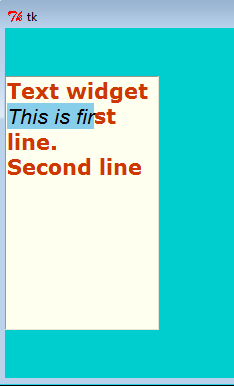 tk
Text widget
This is first
line.
Second line